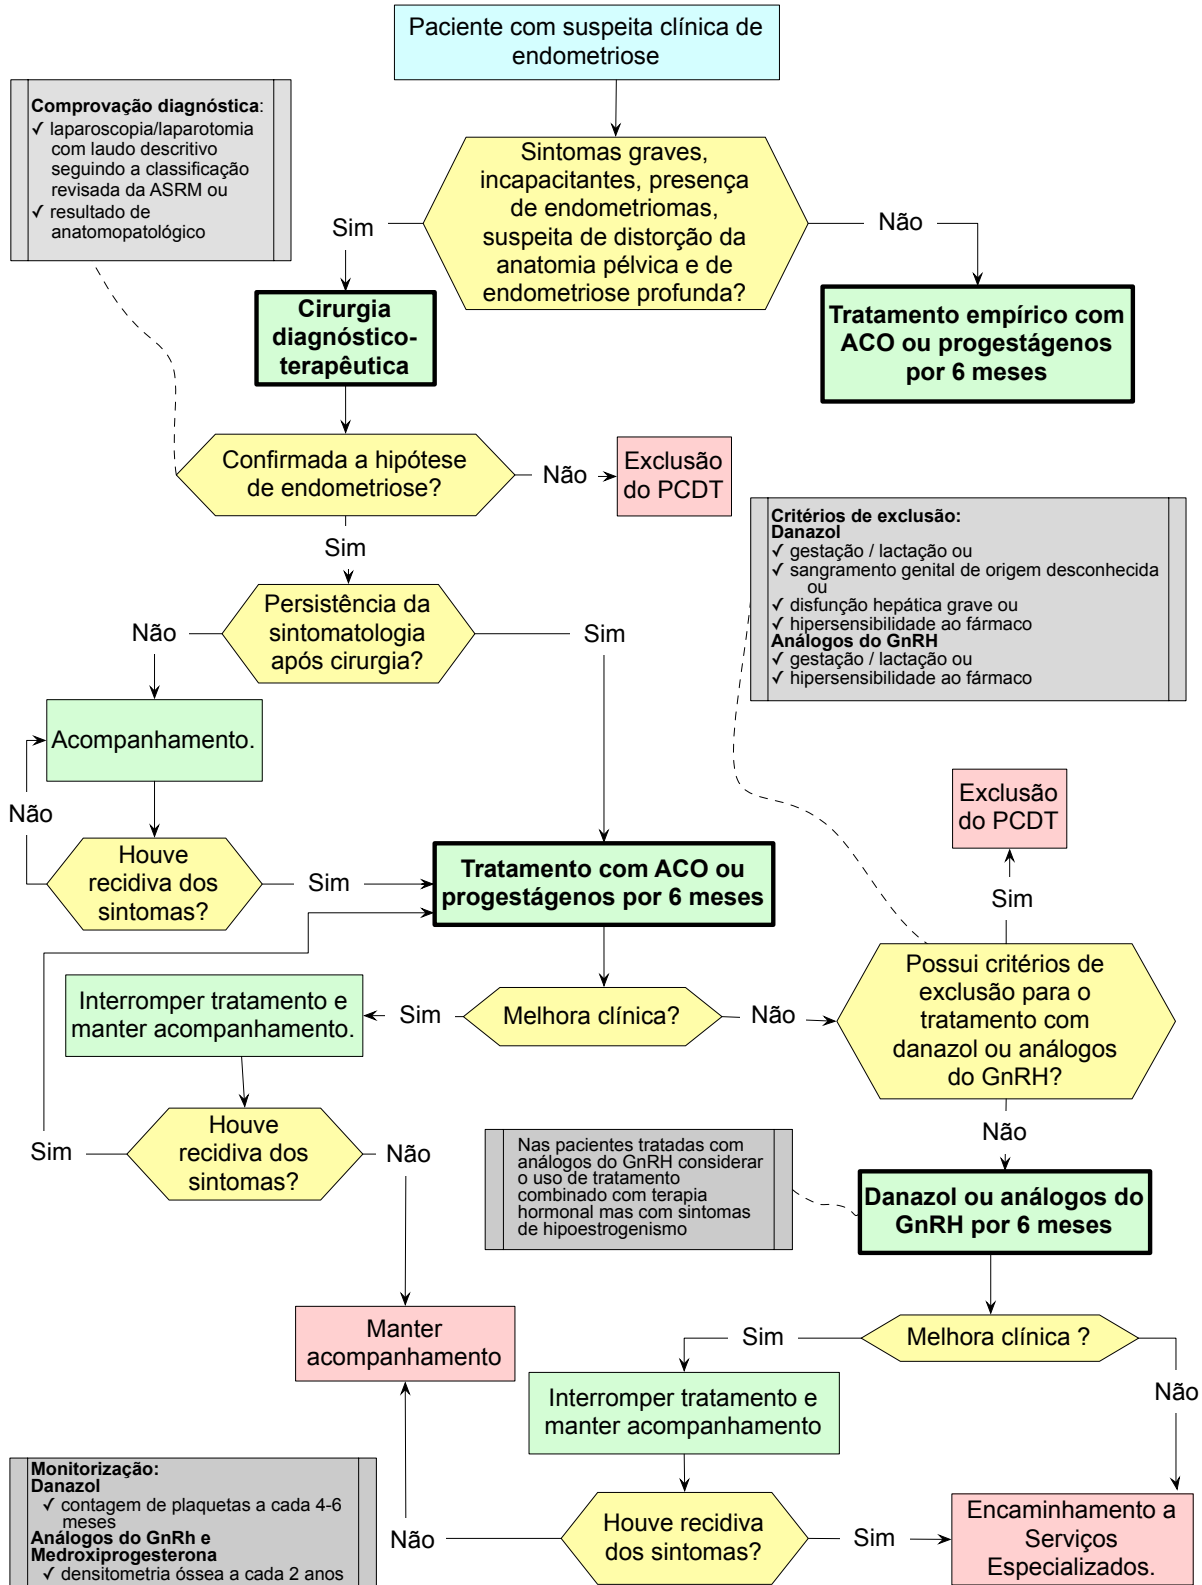 Paciente com suspeita clínica de
endometriose
Comprovação diagnóstica:
✓ laparoscopia/laparotomia
com laudo descritivo
seguindo a classificação
revisada da ASRM ou
✓ resultado de
anatomopatológico
Sintomas graves,
incapacitantes, presença
de endometriomas,
suspeita de distorção da
anatomia pélvica e de
endometriose profunda?
Sim
Não
Cirurgia
diagnóstico-
terapêutica
Tratamento empírico com
ACO ou progestágenos
por 6 meses
Confirmada a hipótese
de endometriose?
Não
Exclusão
do PCDT
Sim
Critérios de exclusão:
Danazol
✓ gestação / lactação ou
✓ sangramento genital de origem desconhecida
ou
✓ disfunção hepática grave ou
✓ hipersensibilidade ao fármaco
Análogos do GnRH
✓ gestação / lactação ou
✓ hipersensibilidade ao fármaco
Persistência da
sintomatologia
após cirurgia?
Não
Sim
Acompanhamento.
Não
Houve
recidiva dos
sintomas?
Sim
Tratamento com ACO ou
progestágenos por 6 meses
Exclusão
do PCDT
Sim
Possui critérios de
exclusão para o
tratamento com
danazol ou análogos
do GnRH?
Interromper tratamento e
manter acompanhamento.
Sim
Melhora clínica?
Não
Não
Sim
Houve
recidiva dos
sintomas?
Não
Nas pacientes tratadas com
análogos do GnRH considerar
o uso de tratamento
combinado com terapia
hormonal mas com sintomas
de hipoestrogenismo
Danazol ou análogos do
GnRH por 6 meses
Manter
acompanhamento
Sim
Melhora clínica ?
Não
Interromper tratamento e
manter acompanhamento
Monitorização:
Danazol
✓ contagem de plaquetas a cada 4-6
meses
Análogos do GnRh e
Medroxiprogesterona
✓ densitometria óssea a cada 2 anos
Não
Houve recidiva
dos sintomas?
Sim
Encaminhamento a
Serviços
Especializados.